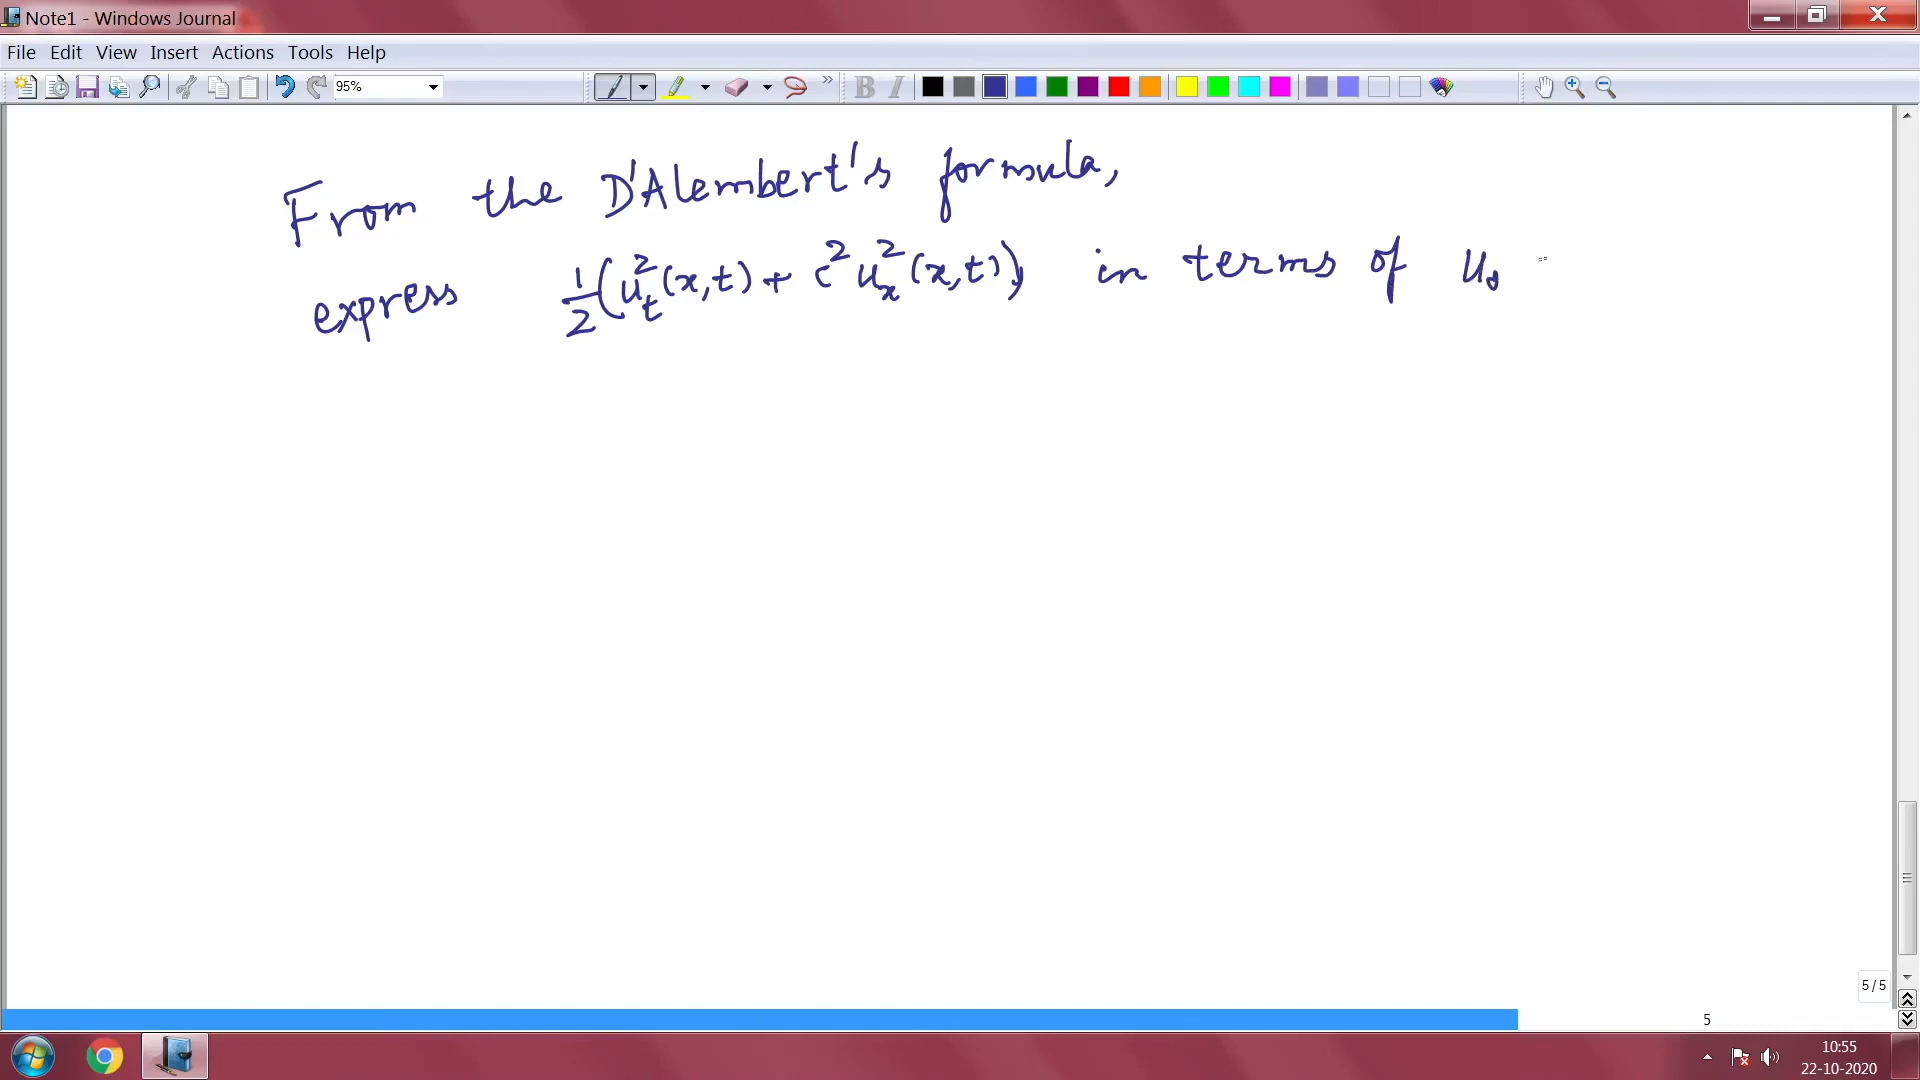 Note1 - Windows Journal
File Edit View Insert Actions Tools Help
95%
From the D'Alembert's formula,
express 1/2(u_t^2(x,t) + c^2 u_x^2(x,t)), in terms of u_0
5 / 5
5
10:55
22-10-2020